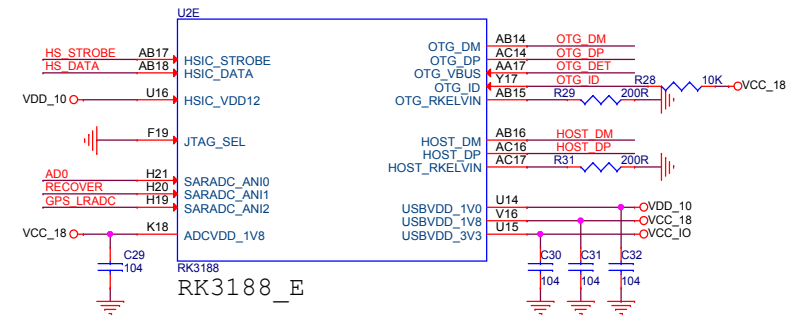 U2E
HS_STROBE AB17 HSIC_STROBE OTG_DM AB14 OTG_DM
HS_DATA AB18 HSIC_DATA OTG_DP AC14 OTG_DP
OTG_VBUS AA17 OTG_DET
VDD_10 U16 HSIC_VDD12 OTG_ID Y17 OTG_ID R28 10K VCC_18
OTG_RKELVIN AB15 R29 200R
F19 JTAG_SEL HOST_DM AB16 HOST_DM
HOST_DP AC16 HOST_DP
HOST_RKELVIN AC17 R31 200R
AD0 H21 SARADC_ANI0
RECOVER H20 SARADC_ANI1
GPS_LRADC H19 SARADC_ANI2 USBVDD_1V0 U14 VDD_10
USBVDD_1V8 V16 VCC_18
VCC_18 K18 ADCVDD_1V8 USBVDD_3V3 U15 VCC_IO
C29 C30 C31 C32
104 104 104 104
RK3188
RK3188_E